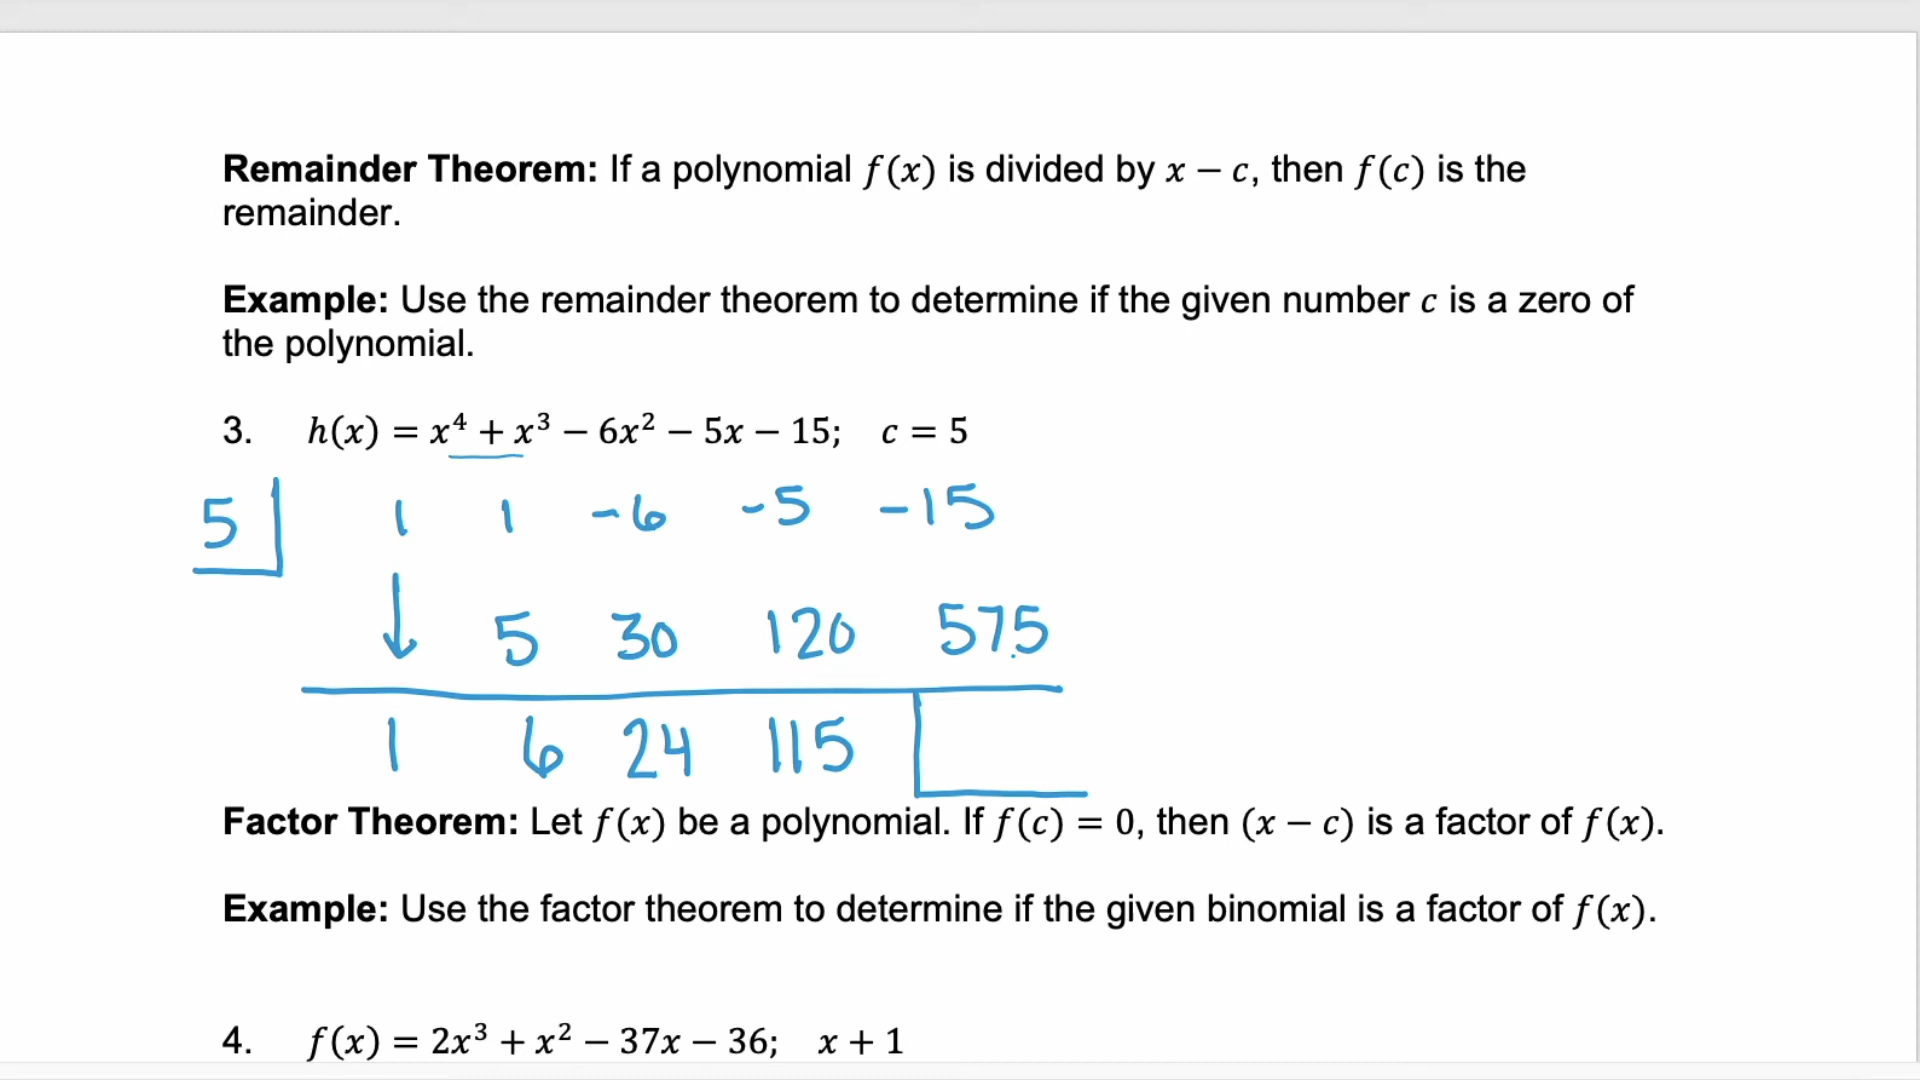 Remainder Theorem: If a polynomial f(x) is divided by x − c, then f(c) is the
remainder.
Example: Use the remainder theorem to determine if the given number c is a zero of
the polynomial.
3. h(x) = x⁴ + x³ − 6x² − 5x − 15; c = 5
5 1 1 -6 -5 -15
5 30 120 575
1 6 24 115
Factor Theorem: Let f(x) be a polynomial. If f(c) = 0, then (x − c) is a factor of f(x).
Example: Use the factor theorem to determine if the given binomial is a factor of f(x).
4. f(x) = 2x³ + x² − 37x − 36; x + 1